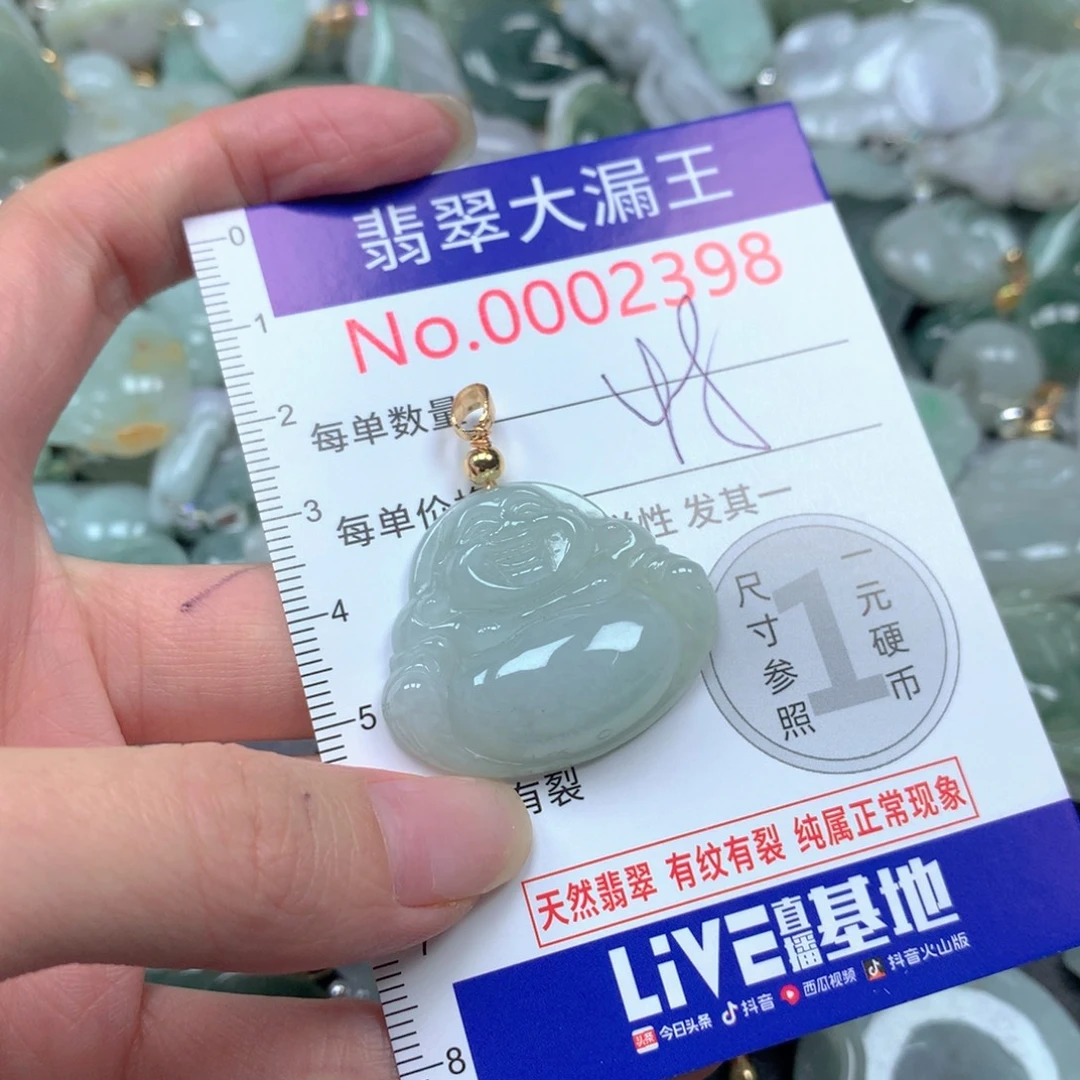 翡翠大漏王
No.0002398
每单数量
每单价
性 发其一
尺寸参照
1
一元硬币
有裂
天然翡翠 有纹有裂 纯属正常现象
LiVE直播基地
头条 今日头条 抖音 西瓜视频 抖音火山版
0
1
2
3
4
5
8